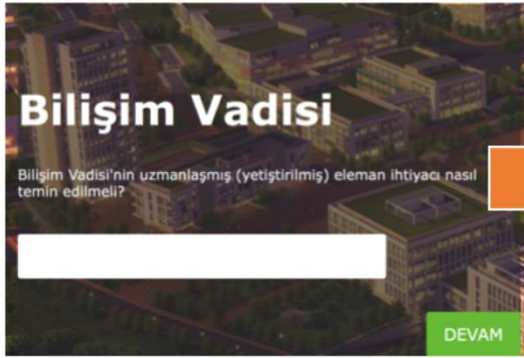 Bilişim Vadisi
Bilişim Vadisi'nin uzmanlaşmış (yetiştirilmiş) eleman ihtiyacı nasıl
temin edilmeli?
DEVAM